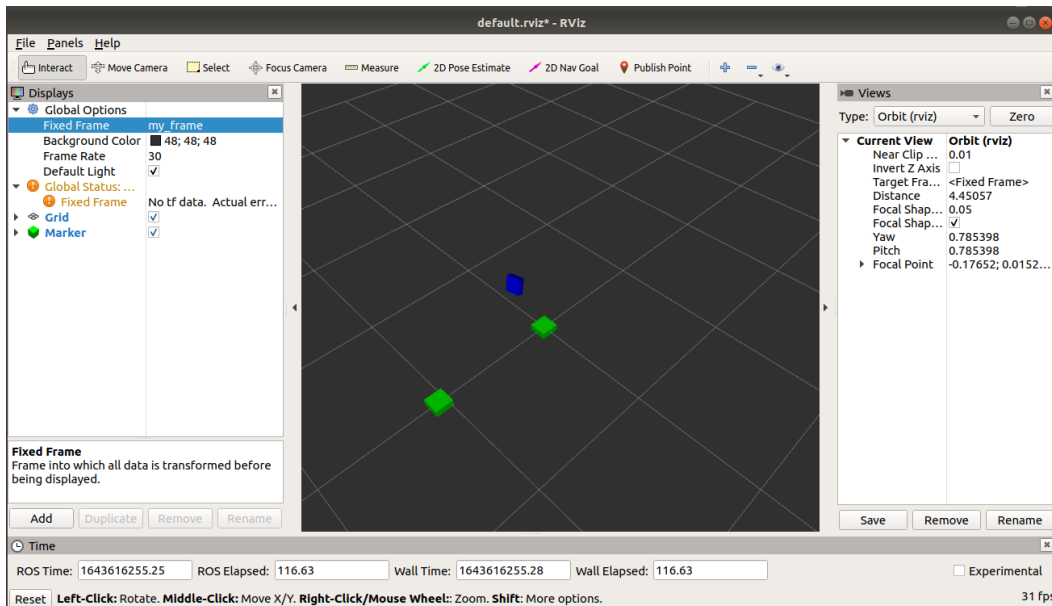 default.rviz* - RViz
File Panels Help
Interact Move Camera Select Focus Camera Measure 2D Pose Estimate 2D Nav Goal Publish Point
Displays
Global Options
Fixed Frame my_frame
Background Color 48; 48; 48
Frame Rate 30
Default Light
Global Status: ...
Fixed Frame No tf data. Actual err...
Grid
Marker
Fixed Frame
Frame into which all data is transformed before
being displayed.
Add Duplicate Remove Rename
Views
Type: Orbit (rviz) Zero
Current View Orbit (rviz)
Near Clip ... 0.01
Invert Z Axis
Target Fra... <Fixed Frame>
Distance 4.45057
Focal Shap... 0.05
Focal Shap...
Yaw 0.785398
Pitch 0.785398
Focal Point -0.17652; 0.0152...
Save Remove Rename
Time
ROS Time: 1643616255.25 ROS Elapsed: 116.63 Wall Time: 1643616255.28 Wall Elapsed: 116.63 Experimental
Reset Left-Click: Rotate. Middle-Click: Move X/Y. Right-Click/Mouse Wheel:: Zoom. Shift: More options. 31 fps